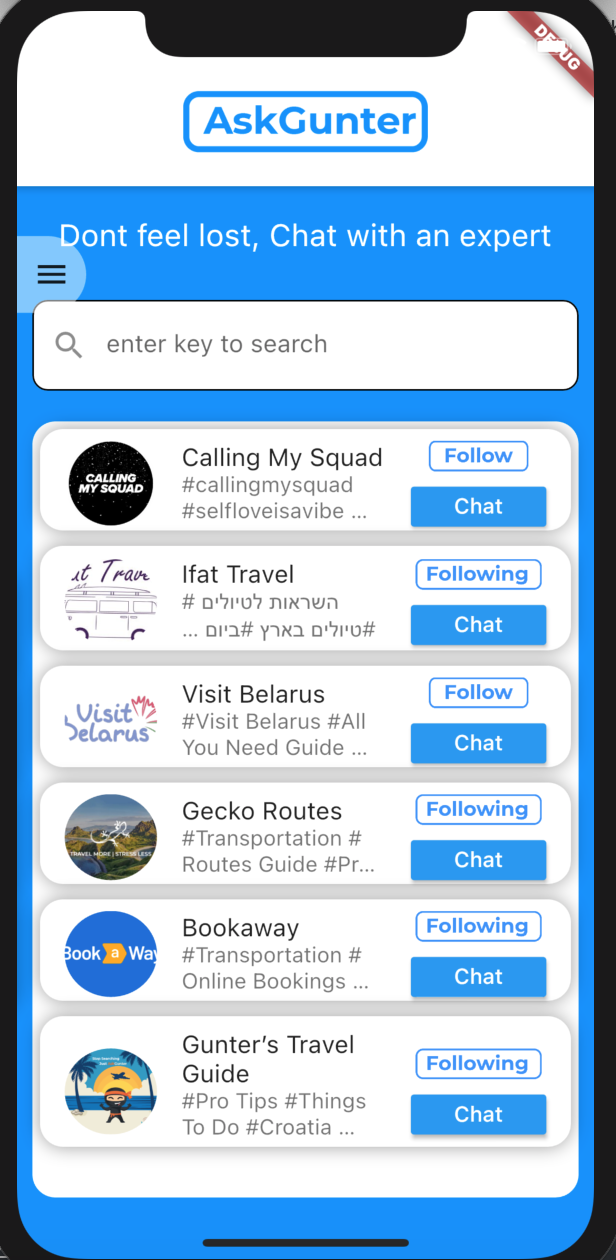 DEBUG
AskGunter
Dont feel lost, Chat with an expert
enter key to search
CALLING
MY SQUAD
Calling My Squad
#callingmysquad
#selfloveisavibe ...
Follow
Chat
Ifat Travel
# השראות לטיולים
#טיולים בארץ #ביום ...
Following
Chat
Visit
Belarus
Visit Belarus
#Visit Belarus #All
You Need Guide ...
Follow
Chat
TRAVEL MORE | STRESS LESS
Gecko Routes
#Transportation #
Routes Guide #Pr...
Following
Chat
Book a Way
Bookaway
#Transportation #
Online Bookings ...
Following
Chat
Gunter’s Travel
Guide
#Pro Tips #Things
To Do #Croatia ...
Following
Chat